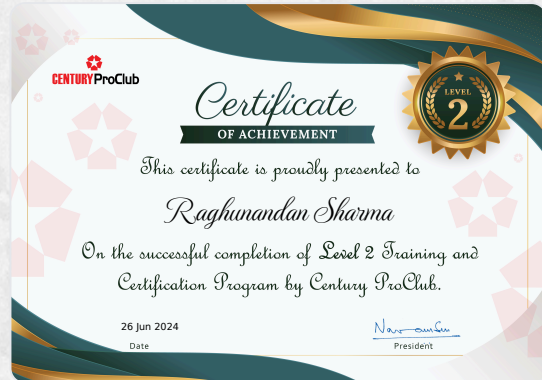 CENTURY ProClub
LEVEL
2
Certificate
OF ACHIEVEMENT
This certificate is proudly presented to
Raghunandan Sharma
On the successful completion of Level 2 Training and
Certification Program by Century ProClub.
26 Jun 2024
Date
President